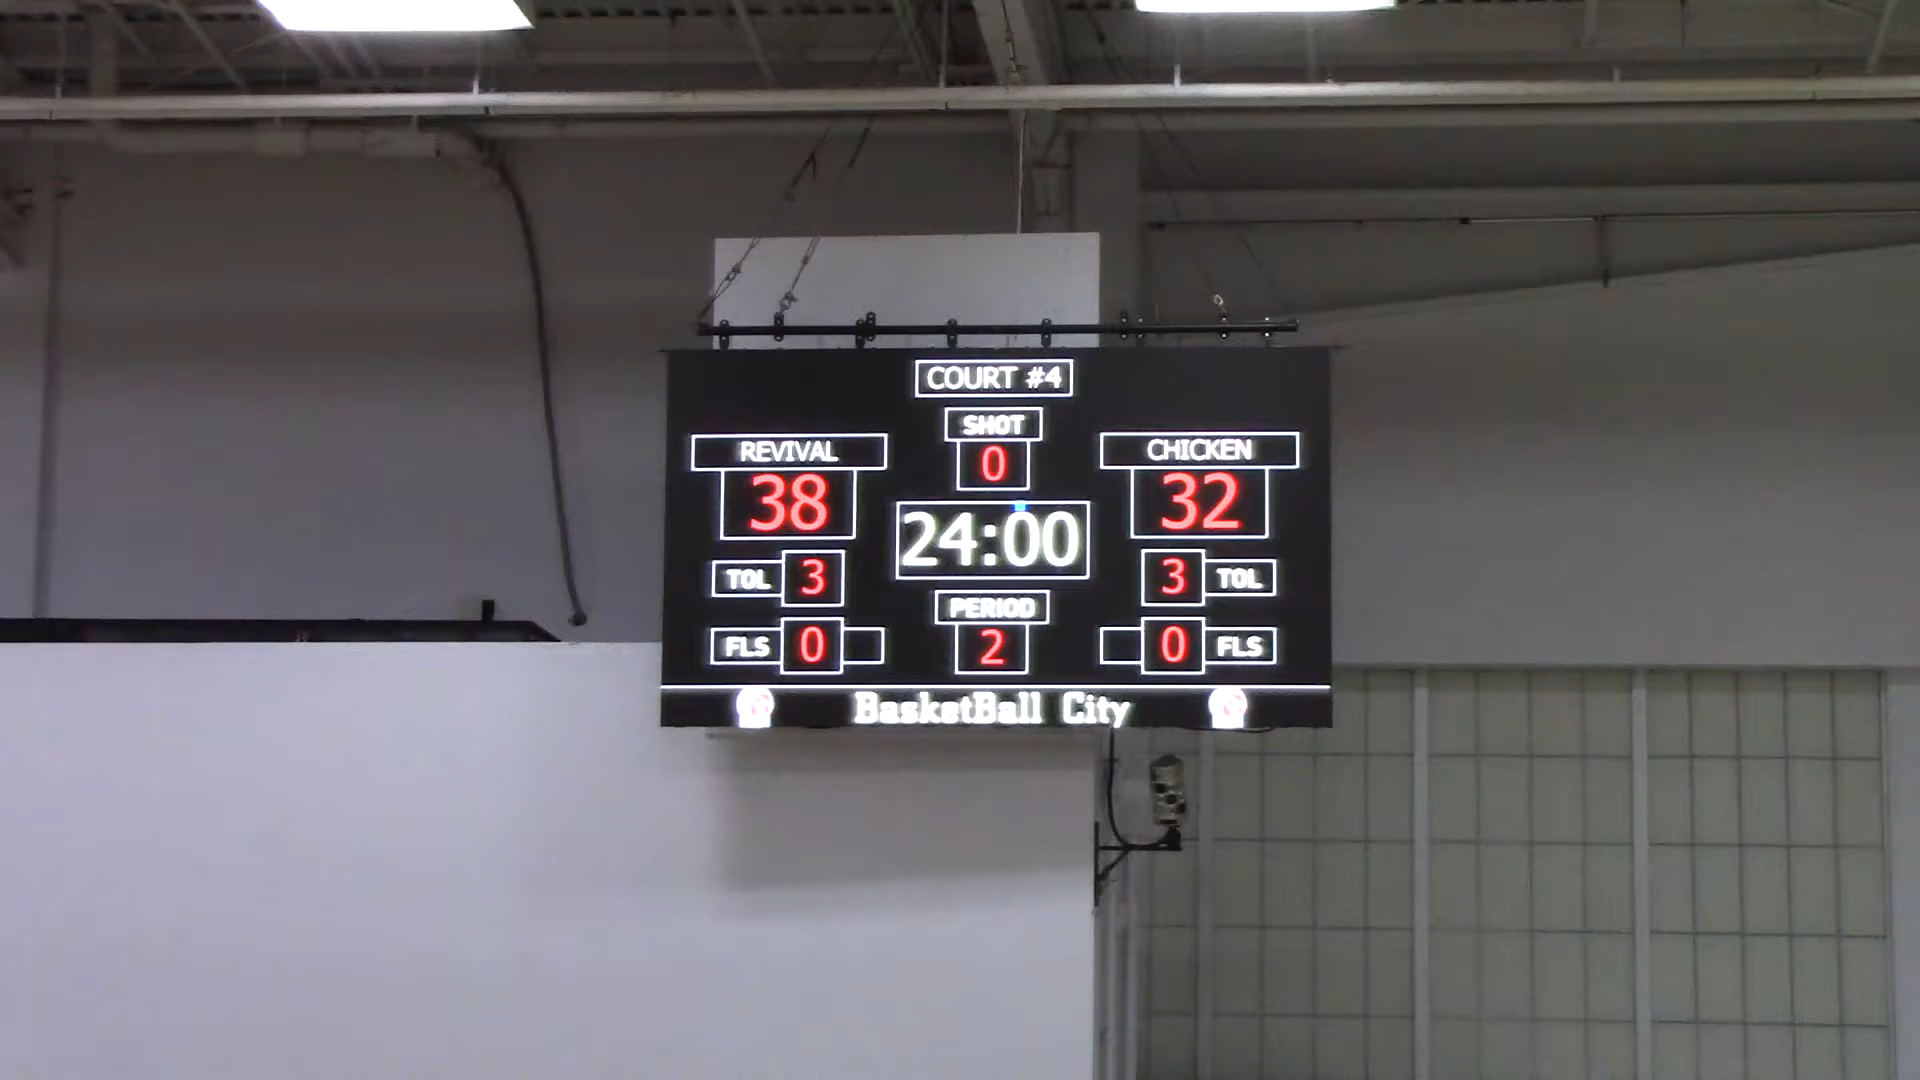 COURT #4
SHOT
0
REVIVAL
38
CHICKEN
32
24:00
TOL 3
3 TOL
PERIOD
2
FLS 0
0 FLS
BasketBall City